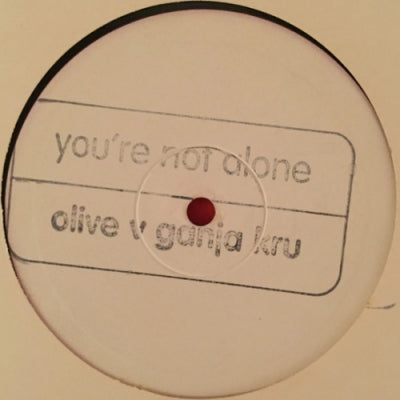 you're not alone
olive v ganja kru